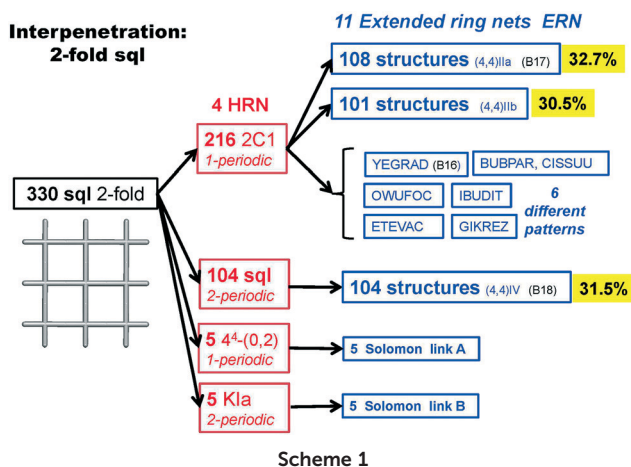 Interpenetration:
2-fold sql
11 Extended ring nets ERN
108 structures (4,4)IIa (B17) 32.7%
4 HRN
101 structures (4,4)IIb 30.5%
216 2C1
1-periodic
YEGRAD (B16) BUBPAR, CISSUU
OWUFOC IBUDIT
ETEVAC GIKREZ
6
different
patterns
330 sql 2-fold
104 sql
2-periodic
104 structures (4,4)IV (B18) 31.5%
5 4⁴-(0,2)
1-periodic
5 Solomon link A
5 KIa
2-periodic
5 Solomon link B
Scheme 1